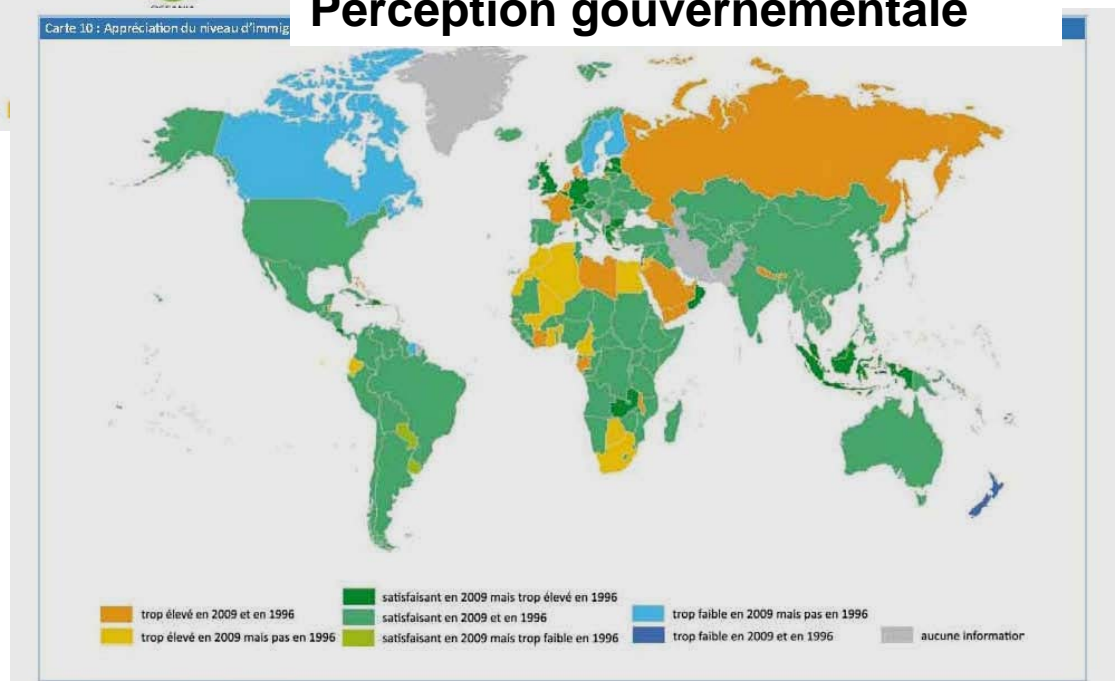 OCEANIA
Perception gouvernementale
Carte 10 : Appréciation du niveau d'immig
trop élevé en 2009 et en 1996
trop élevé en 2009 mais pas en 1996
satisfaisant en 2009 mais trop élevé en 1996
satisfaisant en 2009 et en 1996
satisfaisant en 2009 mais trop faible en 1996
trop faible en 2009 mais pas en 1996
trop faible en 2009 et en 1996
aucune information